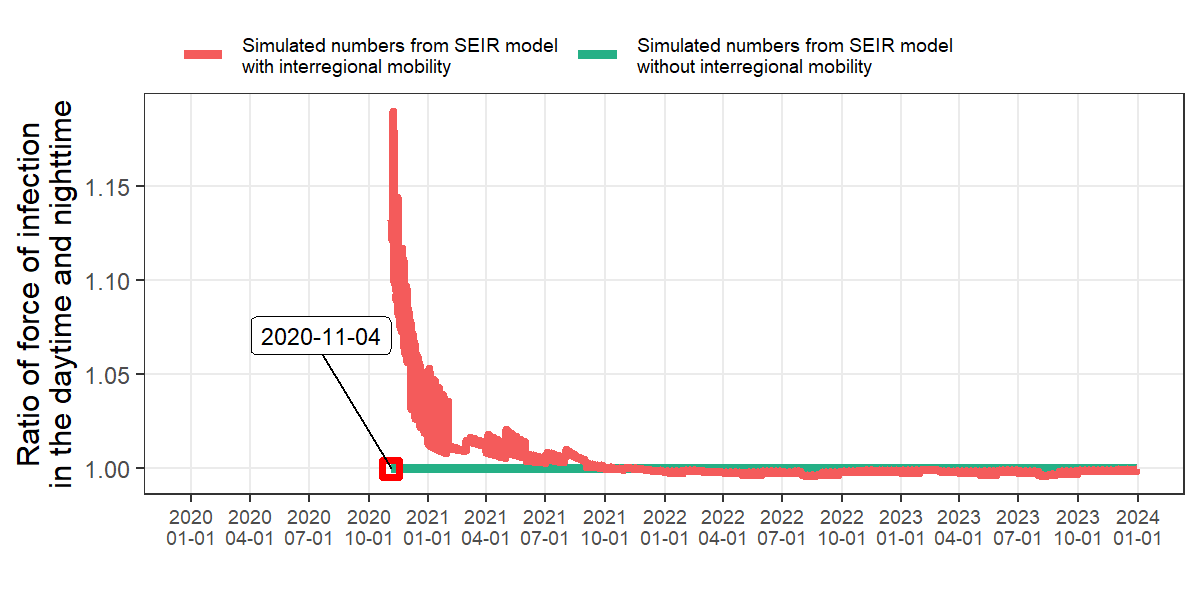 Simulated numbers from SEIR model
with interregional mobility
Simulated numbers from SEIR model
without interregional mobility
Ratio of force of infection
in the daytime and nighttime
1.15
1.10
1.05
1.00
2020-11-04
2020 2020 2020 2020 2021 2021 2021 2021 2022 2022 2022 2022 2023 2023 2023 2023 2024
01-01 04-01 07-01 10-01 01-01 04-01 07-01 10-01 01-01 04-01 07-01 10-01 01-01 04-01 07-01 10-01 01-01